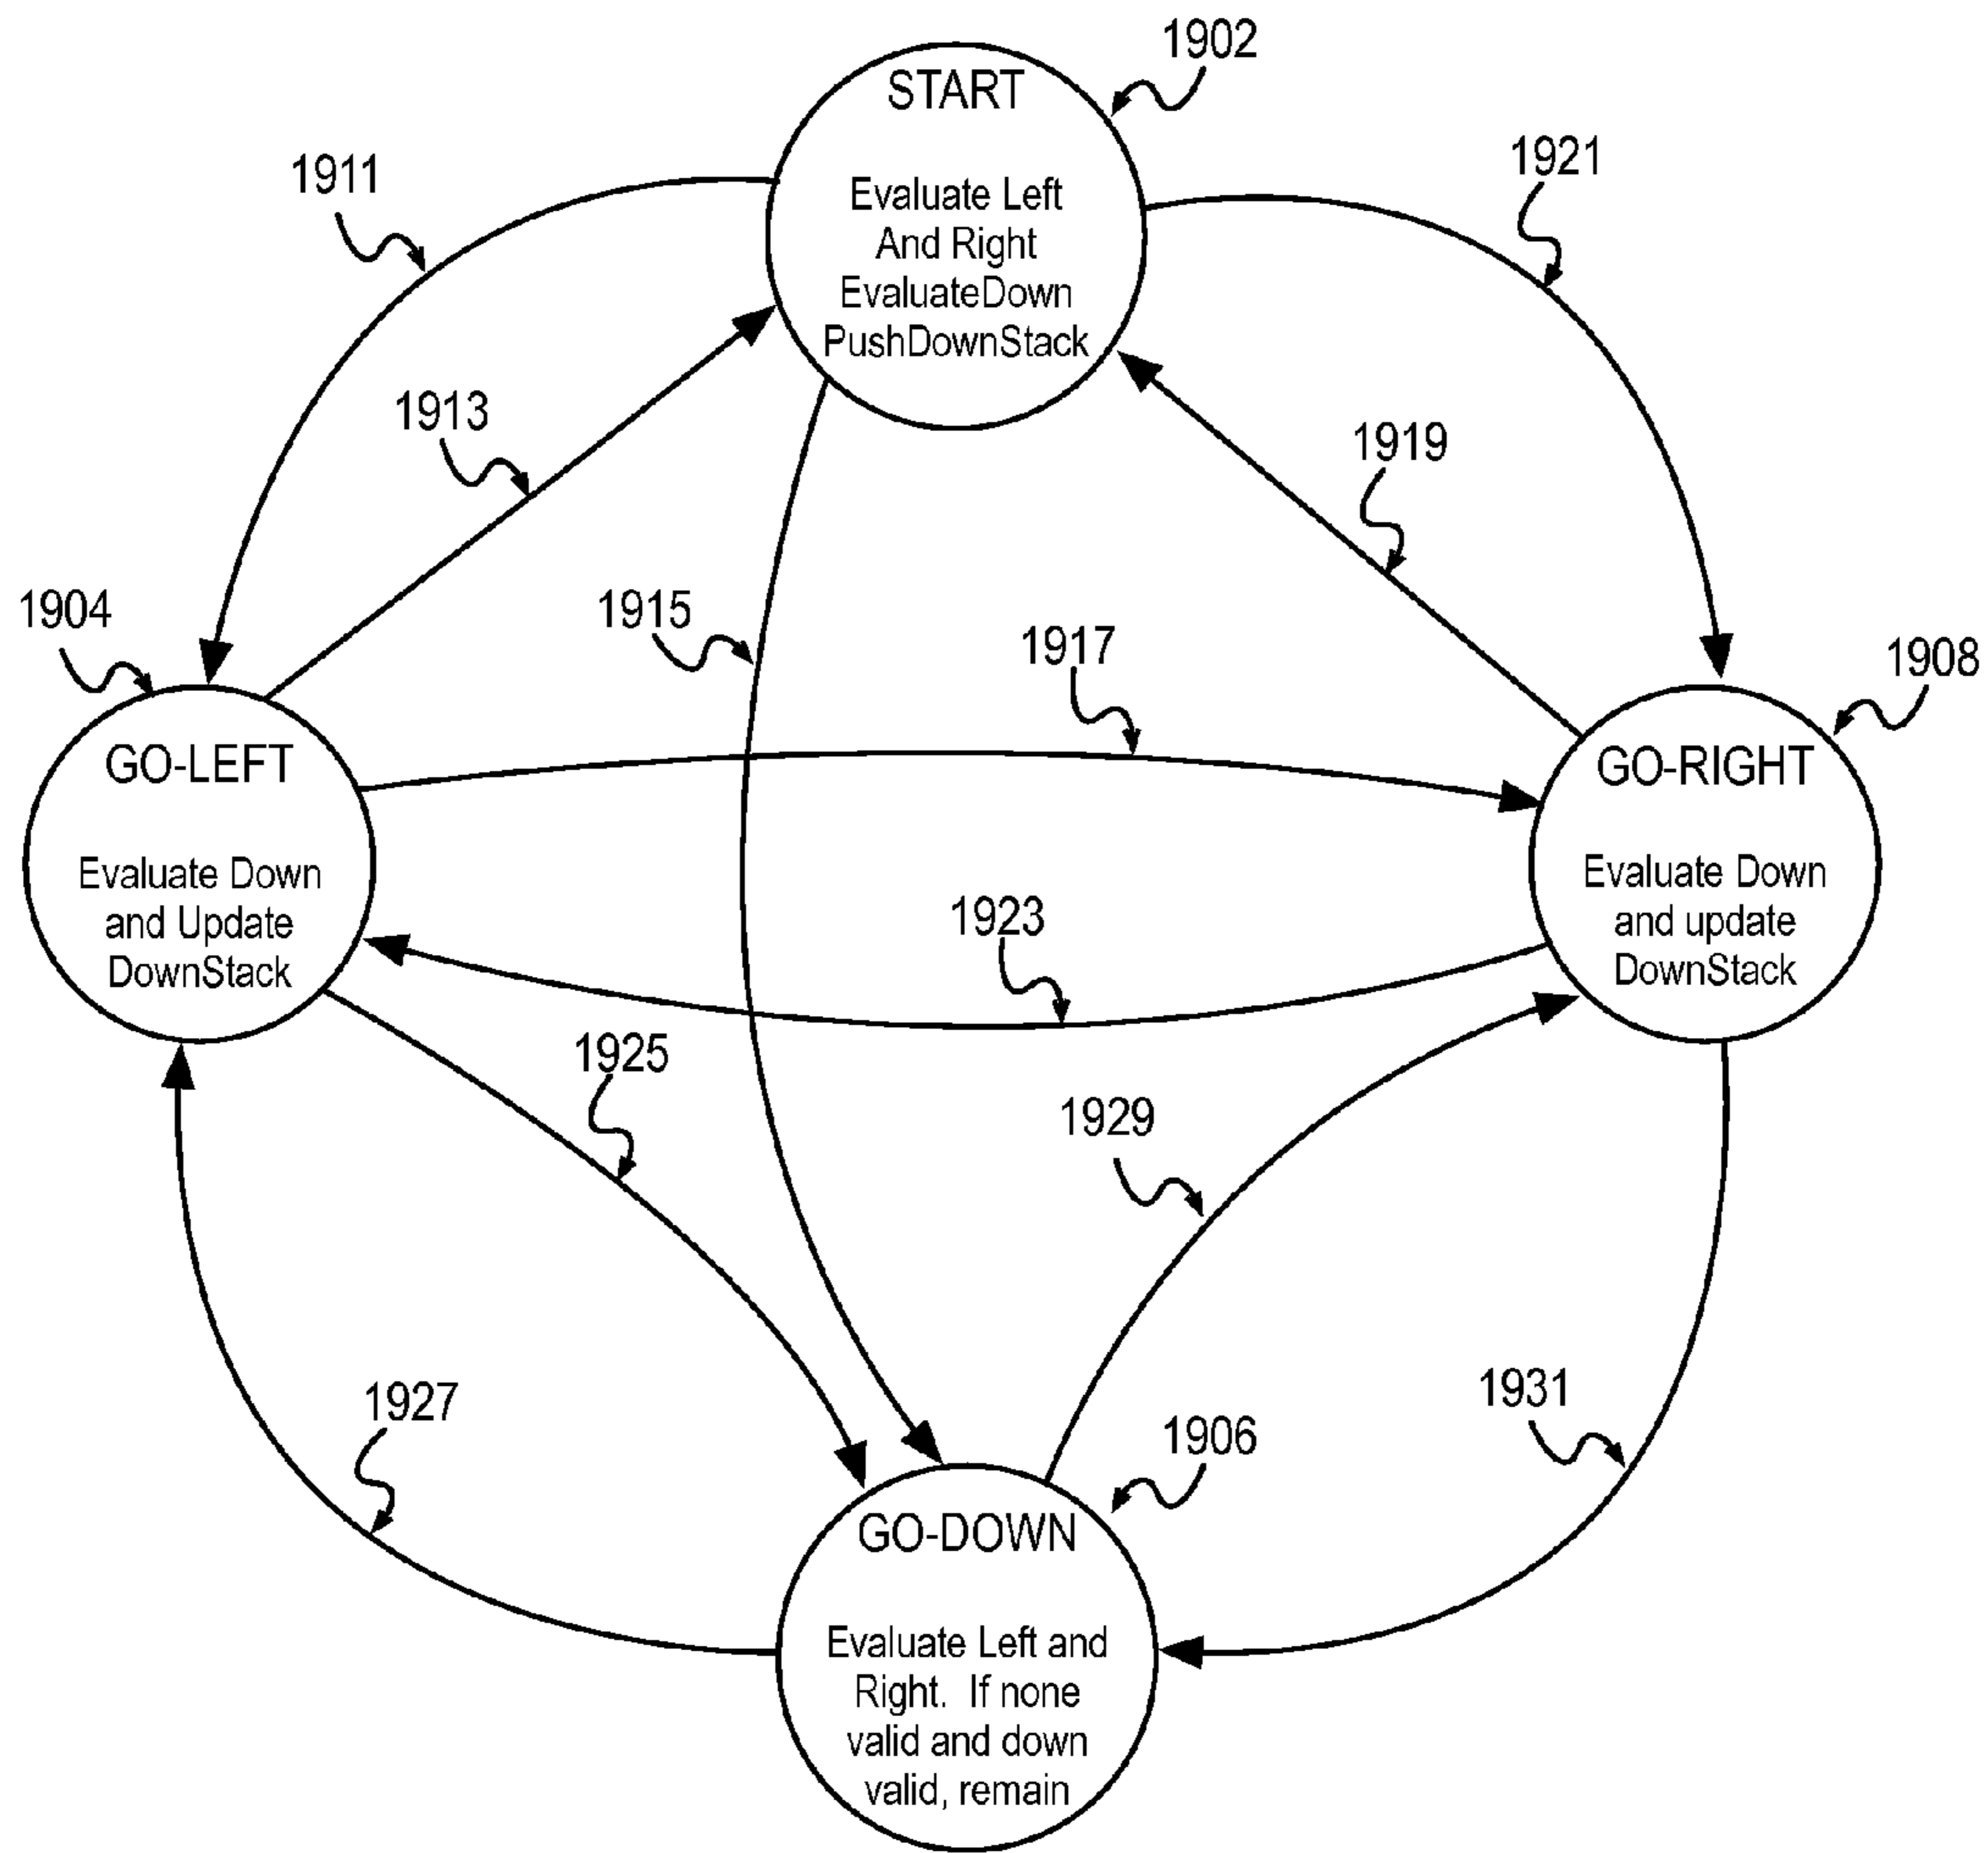 1902
START
Evaluate Left
And Right
EvaluateDown
PushDownStack
1911
1921
1913
1919
1904
1915
1917
1908
GO-LEFT
Evaluate Down
and Update
DownStack
GO-RIGHT
Evaluate Down
and update
DownStack
1923
1925
1929
1927
1931
1906
GO-DOWN
Evaluate Left and
Right. If none
valid and down
valid, remain